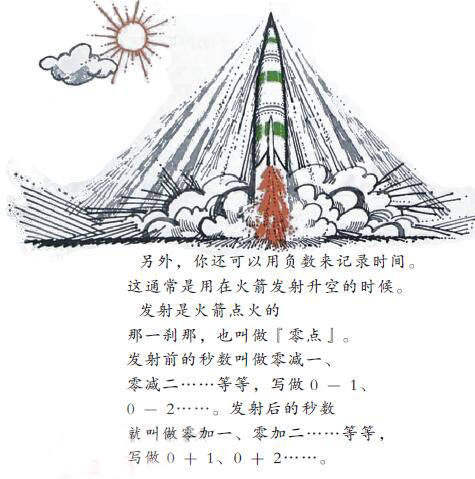 另外，你还可以用负数来记录时间。
这通常是用在火箭发射升空的时候。
发射是火箭点火的
那一刹那，也叫做『零点』。
发射前的秒数叫做零减一、
零减二……等等，写做 0 － 1、
0 － 2……。发射后的秒数
就叫做零加一、零加二……等等，
写做 0 ＋ 1、0 ＋ 2……。